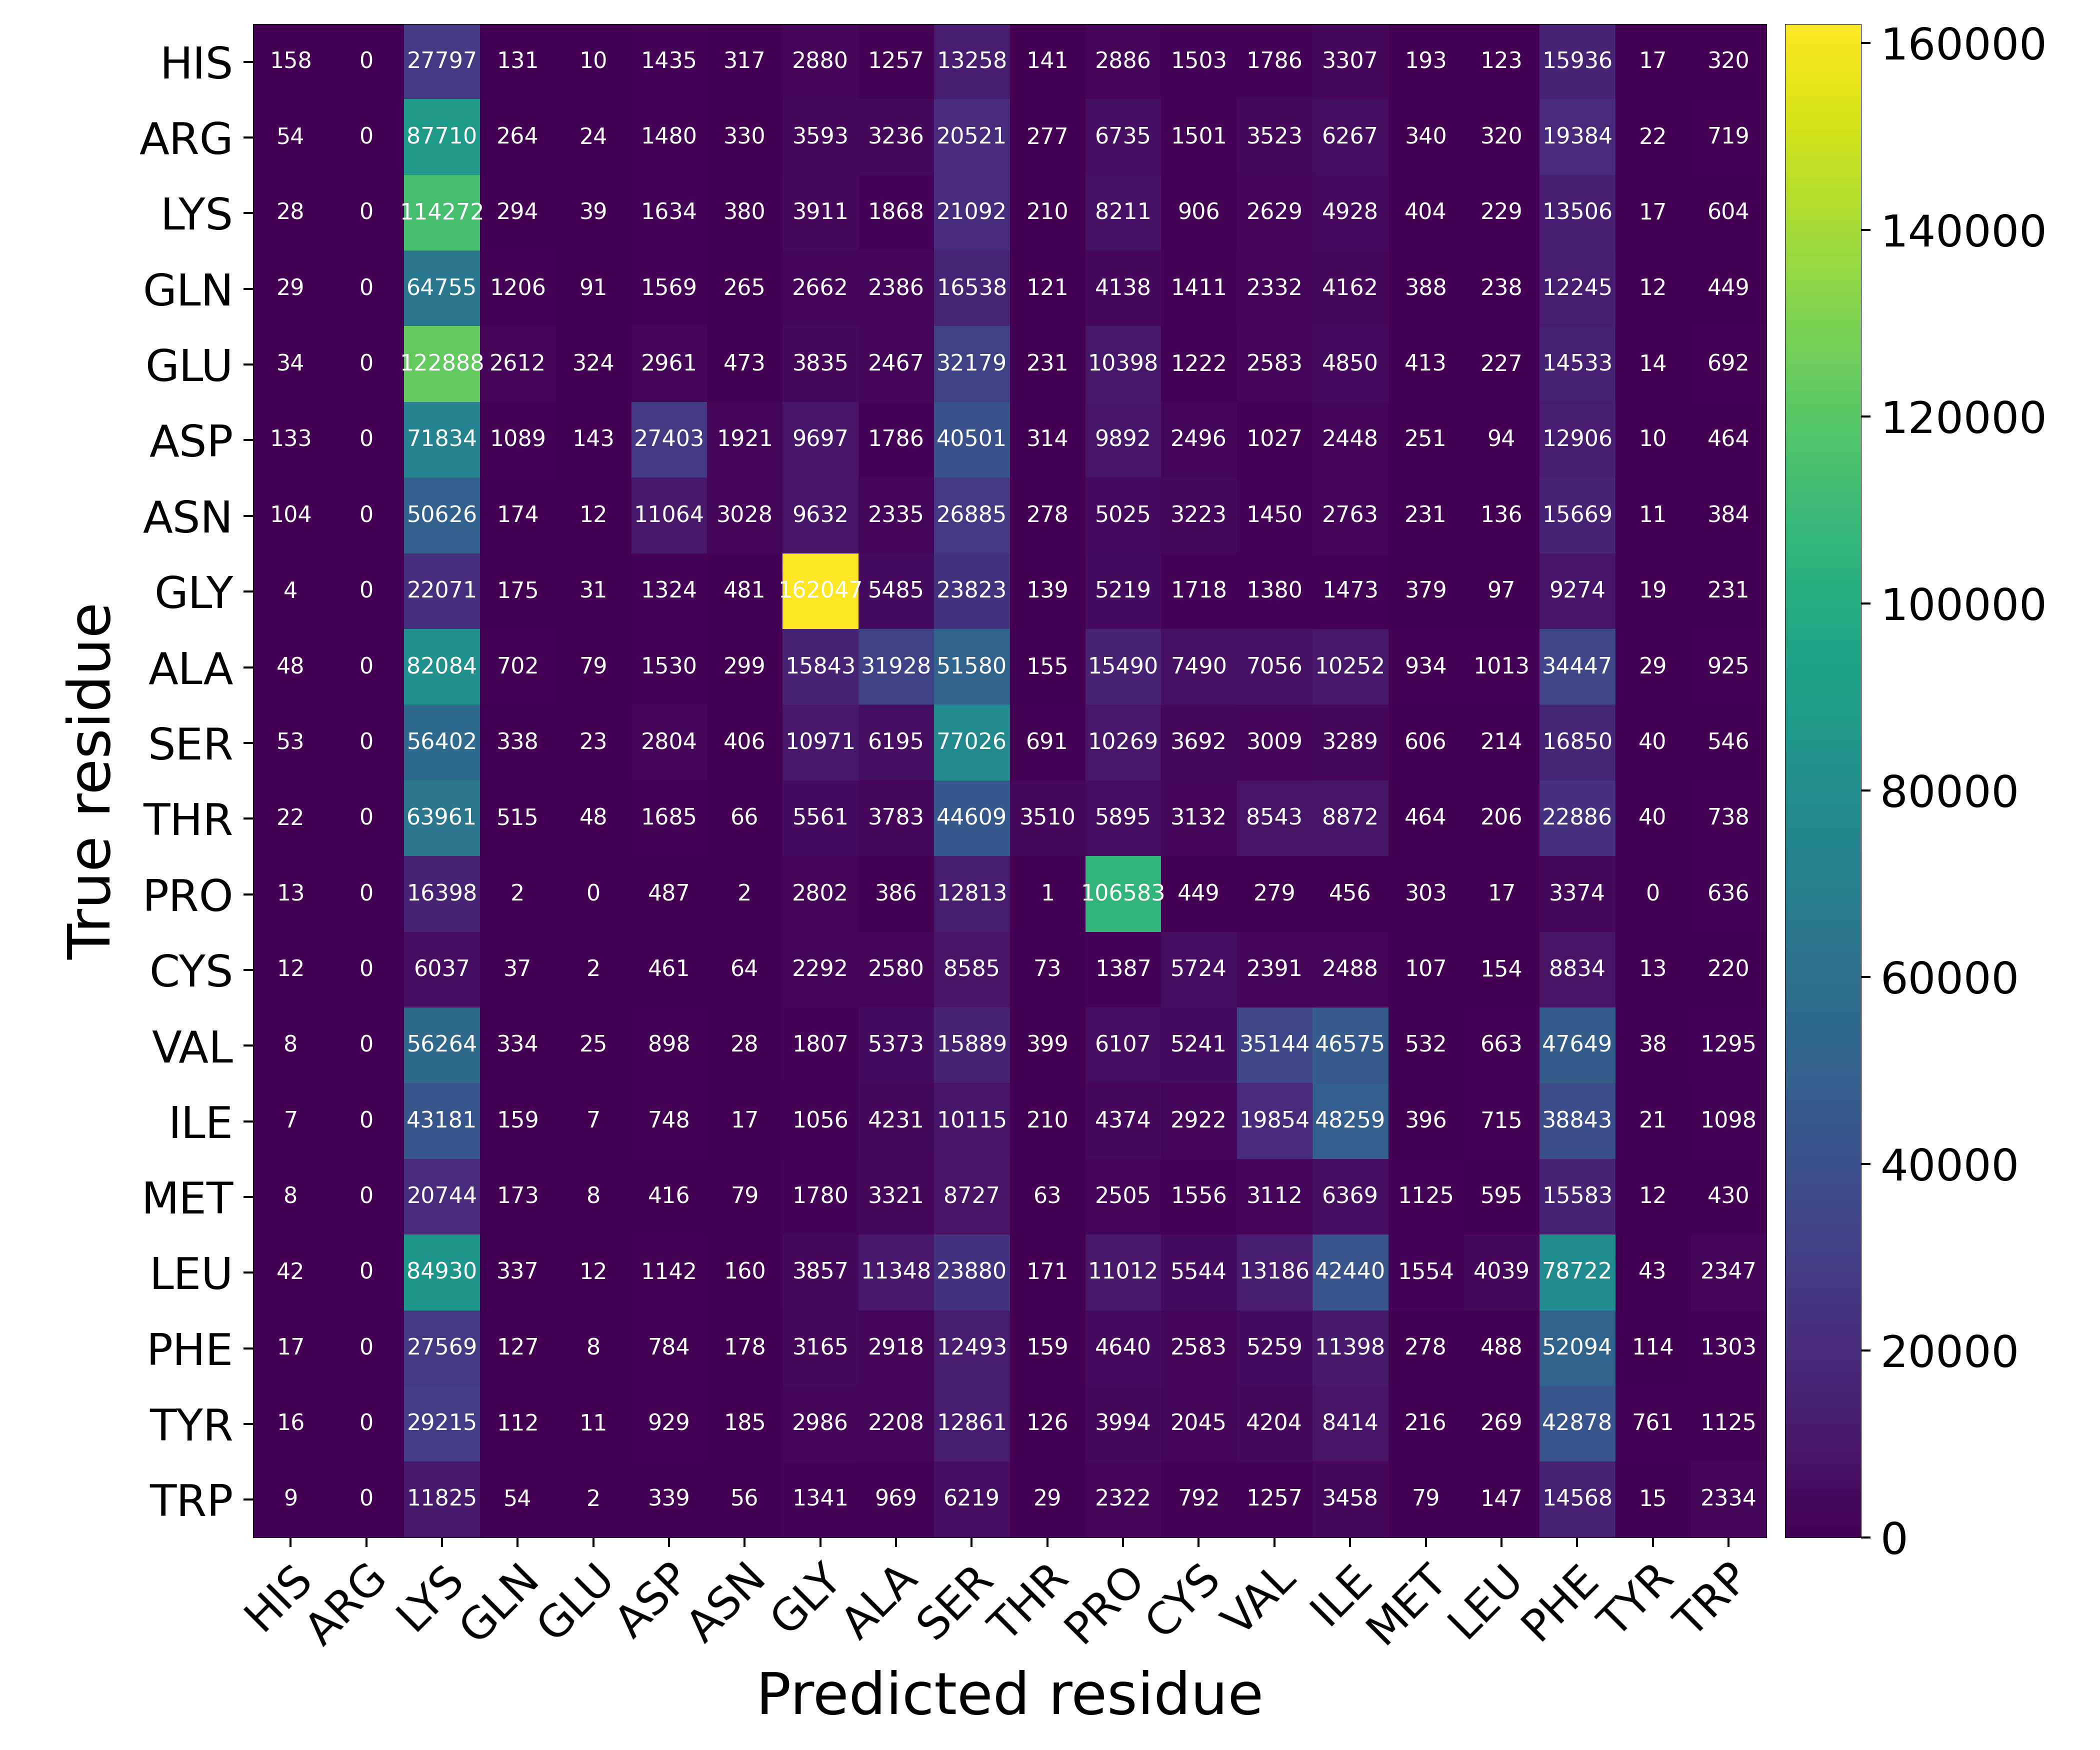 HIS 158 0 27797 131 10 1435 317 2880 1257 13258 141 2886 1503 1786 3307 193 123 15936 17 320
ARG 54 0 87710 264 24 1480 330 3593 3236 20521 277 6735 1501 3523 6267 340 320 19384 22 719
LYS 28 0 114272 294 39 1634 380 3911 1868 21092 210 8211 906 2629 4928 404 229 13506 17 604
GLN 29 0 64755 1206 91 1569 265 2662 2386 16538 121 4138 1411 2332 4162 388 238 12245 12 449
GLU 34 0 122888 2612 324 2961 473 3835 2467 32179 231 10398 1222 2583 4850 413 227 14533 14 692
ASP 133 0 71834 1089 143 27403 1921 9697 1786 40501 314 9892 2496 1027 2448 251 94 12906 10 464
ASN 104 0 50626 174 12 11064 3028 9632 2335 26885 278 5025 3223 1450 2763 231 136 15669 11 384
GLY 4 0 22071 175 31 1324 481 162047 5485 23823 139 5219 1718 1380 1473 379 97 9274 19 231
ALA 48 0 82084 702 79 1530 299 15843 31928 51580 155 15490 7490 7056 10252 934 1013 34447 29 925
SER 53 0 56402 338 23 2804 406 10971 6195 77026 691 10269 3692 3009 3289 606 214 16850 40 546
THR 22 0 63961 515 48 1685 66 5561 3783 44609 3510 5895 3132 8543 8872 464 206 22886 40 738
PRO 13 0 16398 2 0 487 2 2802 386 12813 1 106583 449 279 456 303 17 3374 0 636
CYS 12 0 6037 37 2 461 64 2292 2580 8585 73 1387 5724 2391 2488 107 154 8834 13 220
VAL 8 0 56264 334 25 898 28 1807 5373 15889 399 6107 5241 35144 46575 532 663 47649 38 1295
ILE 7 0 43181 159 7 748 17 1056 4231 10115 210 4374 2922 19854 48259 396 715 38843 21 1098
MET 8 0 20744 173 8 416 79 1780 3321 8727 63 2505 1556 3112 6369 1125 595 15583 12 430
LEU 42 0 84930 337 12 1142 160 3857 11348 23880 171 11012 5544 13186 42440 1554 4039 78722 43 2347
PHE 17 0 27569 127 8 784 178 3165 2918 12493 159 4640 2583 5259 11398 278 488 52094 114 1303
TYR 16 0 29215 112 11 929 185 2986 2208 12861 126 3994 2045 4204 8414 216 269 42878 761 1125
TRP 9 0 11825 54 2 339 56 1341 969 6219 29 2322 792 1257 3458 79 147 14568 15 2334
HIS ARG LYS GLN GLU ASP ASN GLY ALA SER THR PRO CYS VAL ILE MET LEU PHE TYR TRP
Predicted residue
True residue
160000
140000
120000
100000
80000
60000
40000
20000
0